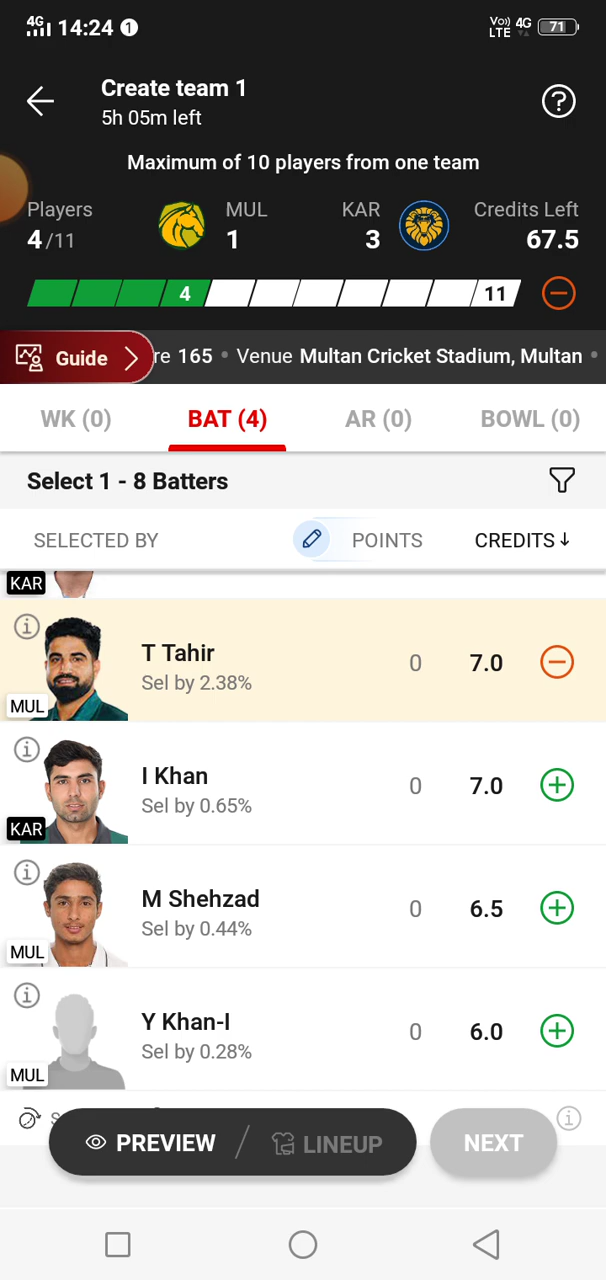 4G 14:24 1 Vo)) LTE 4G 71
Create team 1
5h 05m left
Maximum of 10 players from one team
Players MUL KAR Credits Left
4/11 1 3 67.5
4 11
Guide re 165 • Venue Multan Cricket Stadium, Multan •
WK (0) BAT (4) AR (0) BOWL (0)
Select 1 - 8 Batters
SELECTED BY POINTS CREDITS ↓
KAR
T Tahir 0 7.0
Sel by 2.38%
MUL
I Khan 0 7.0
Sel by 0.65%
KAR
M Shehzad 0 6.5
Sel by 0.44%
MUL
Y Khan-I 0 6.0
Sel by 0.28%
MUL
PREVIEW / LINEUP NEXT